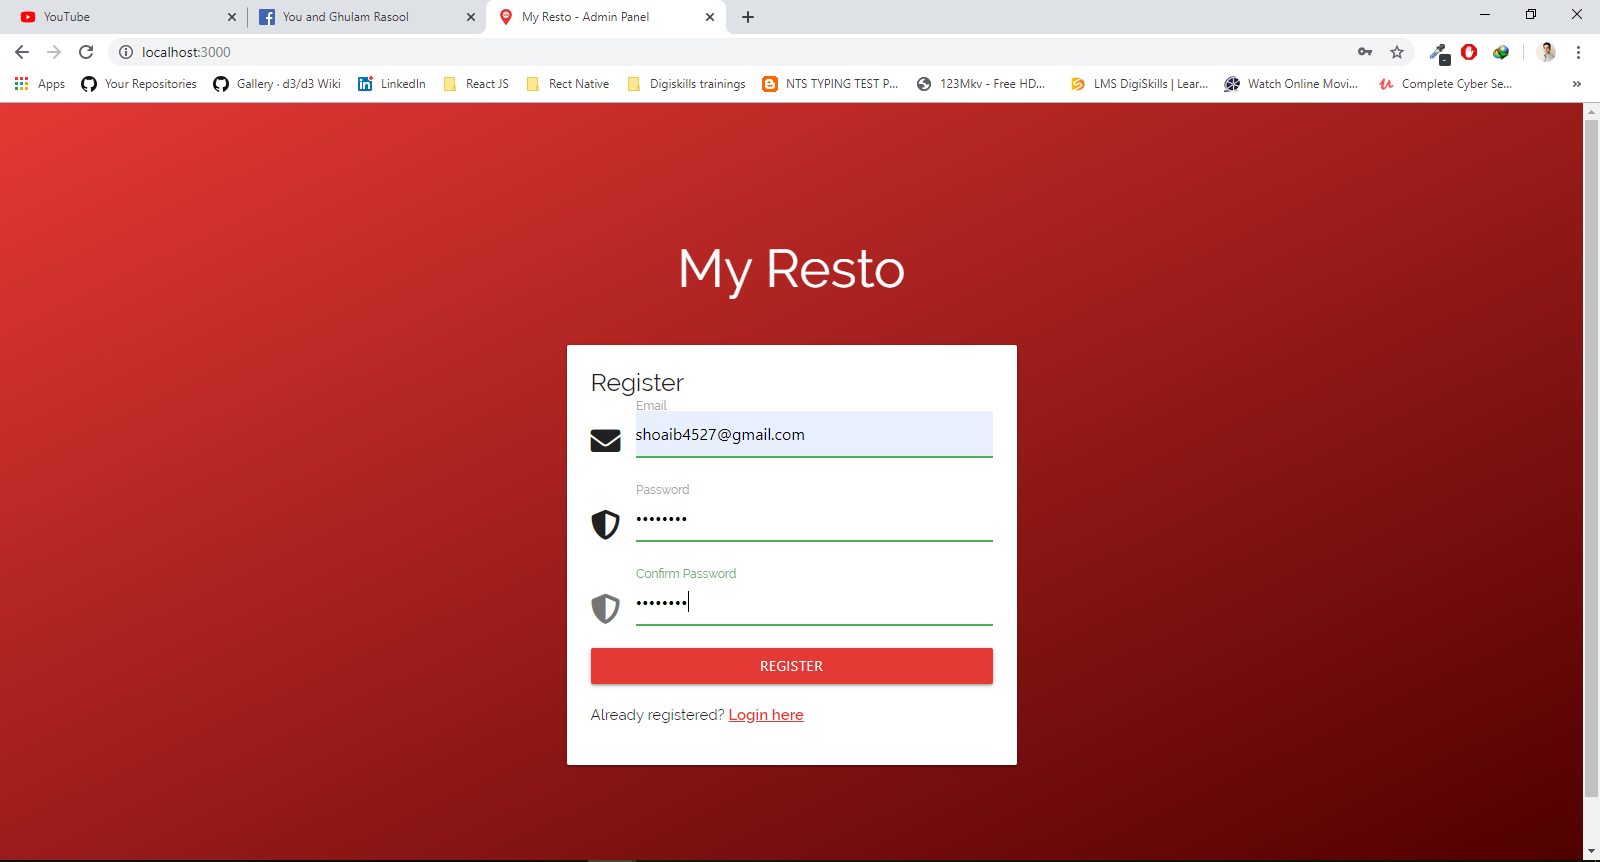 YouTube
You and Ghulam Rasool
My Resto - Admin Panel
localhost:3000
Apps
Your Repositories
Gallery · d3/d3 Wiki
LinkedIn
React JS
Rect Native
Digiskills trainings
NTS TYPING TEST P...
123Mkv - Free HD...
LMS DigiSkills | Lear...
Watch Online Movi...
Complete Cyber Se...
My Resto
Register
Email
shoaib4527@gmail.com
Password
••••••••
Confirm Password
••••••••
REGISTER
Already registered? Login here